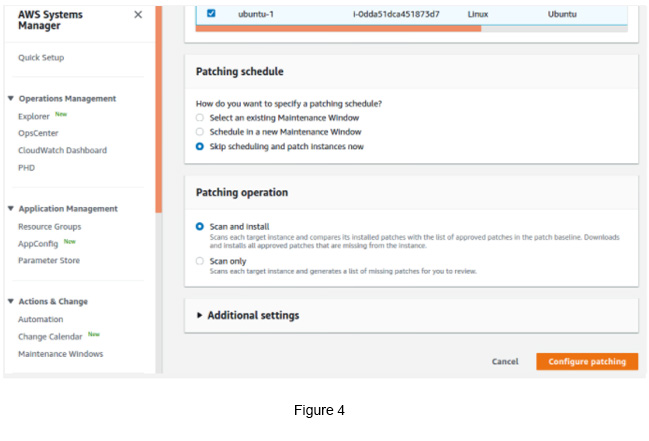 AWS Systems
Manager
Quick Setup
Operations Management
Explorer New
OpsCenter
CloudWatch Dashboard
PHD
Application Management
Resource Groups
AppConfig New
Parameter Store
Actions & Change
Automation
Change Calendar New
Maintenance Windows
ubuntu-1 i-0dda51dca451873d7 Linux Ubuntu
Patching schedule
How do you want to specify a patching schedule?
Select an existing Maintenance Window
Schedule in a new Maintenance Window
Skip scheduling and patch instances now
Patching operation
Scan and install
Scans each target instance and compares its installed patches with the list of approved patches in the patch baseline. Downloads
and installs all approved patches that are missing from the instance.
Scan only
Scans each target instance and generates a list of missing patches for you to review.
Additional settings
Cancel Configure patching
Figure 4